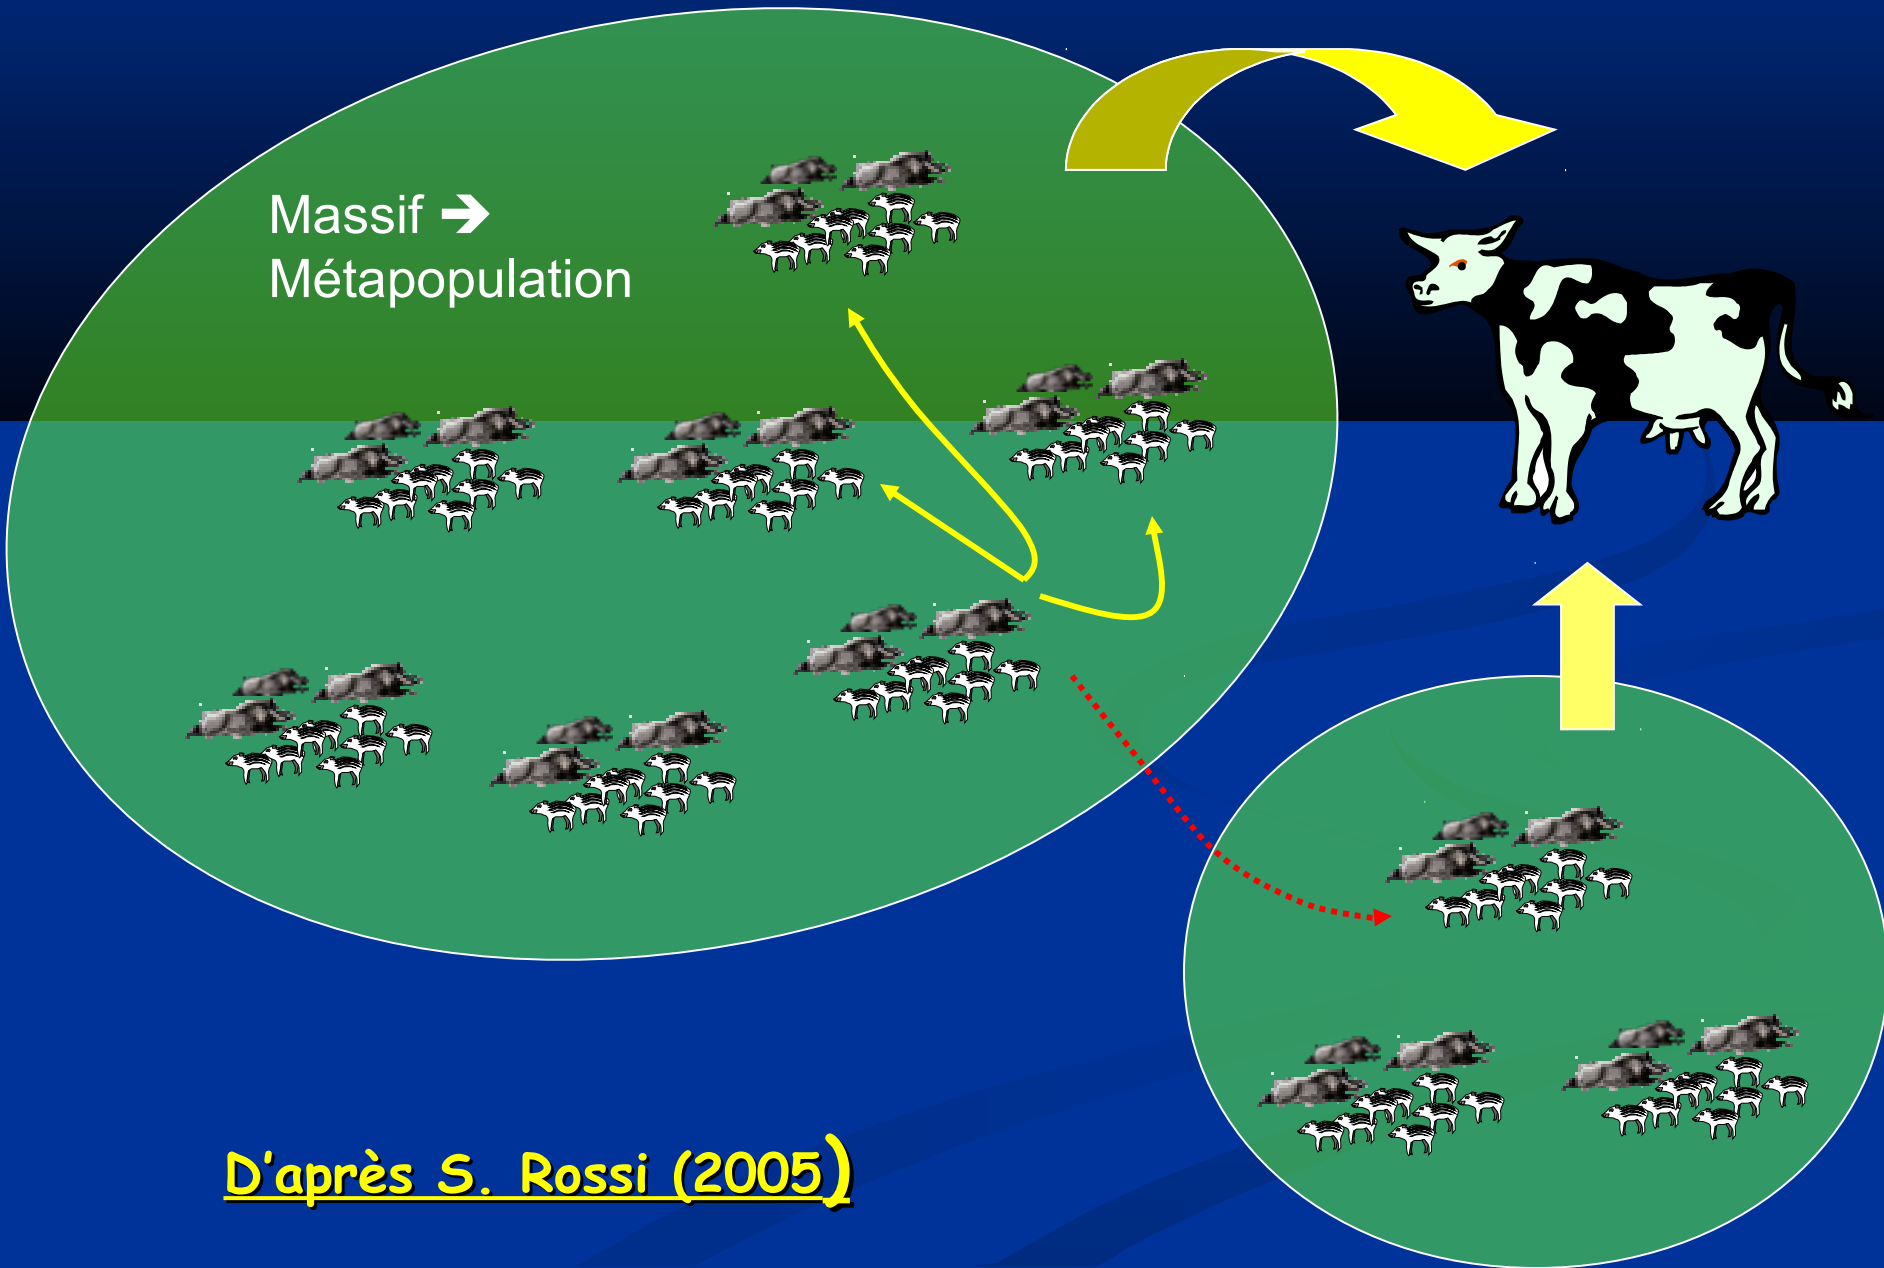 Massif ➔
Métapopulation
D'après S. Rossi (2005)